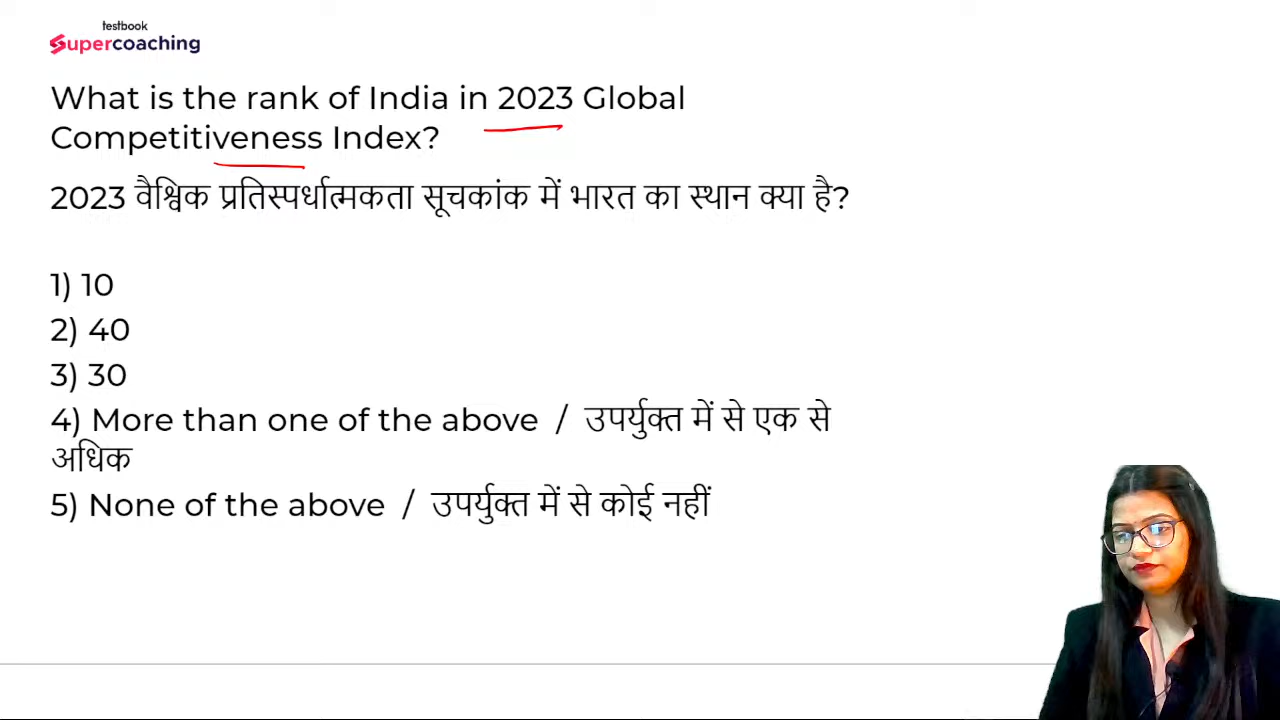 testbook
Supercoaching
What is the rank of India in 2023 Global
Competitiveness Index?
2023 वैश्विक प्रतिस्पर्धात्मकता सूचकांक में भारत का स्थान क्या है?
1) 10
2) 40
3) 30
4) More than one of the above / उपर्युक्त में से एक से
अधिक
5) None of the above / उपर्युक्त में से कोई नहीं